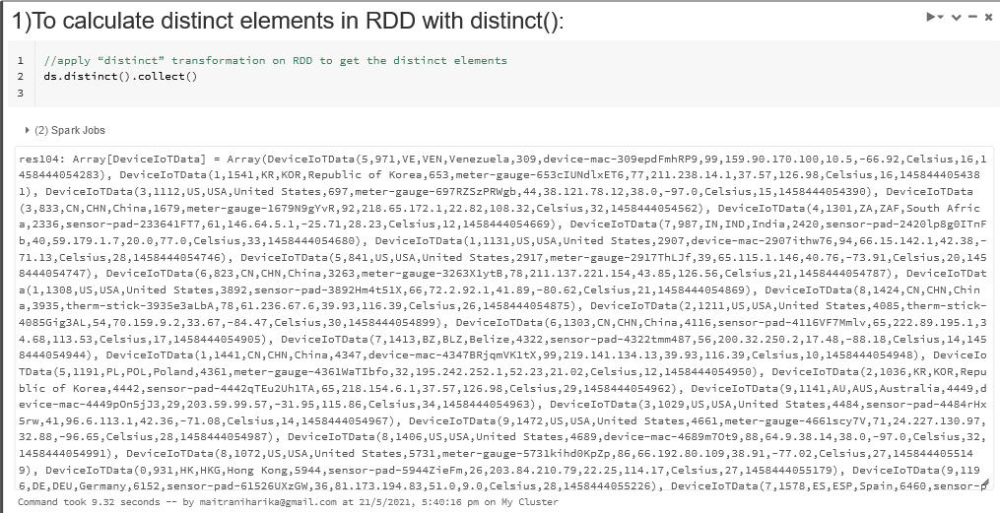 1)To calculate distinct elements in RDD with distinct():
1 //apply “distinct” transformation on RDD to get the distinct elements
2 ds.distinct().collect()
3
(2) Spark Jobs
res104: Array[DeviceIoTData] = Array(DeviceIoTData(5,971,VE,VEN,Venezuela,309,device-mac-309epdFmhRP9,99,159.90.170.100,10.5,-66.92,Celsius,16,1
458444054283), DeviceIoTData(1,1541,KR,KOR,Republic of Korea,653,meter-gauge-653cIUNdlxET6,77,211.238.14.1,37.57,126.98,Celsius,16,145844405438
1), DeviceIoTData(3,1112,US,USA,United States,697,meter-gauge-697RZSzPRWgb,44,38.121.78.12,38.0,-97.0,Celsius,15,1458444054390), DeviceIoTData
(3,833,CN,CHN,China,1679,meter-gauge-1679N9gYvR,92,218.65.172.1,22.82,108.32,Celsius,32,1458444054562), DeviceIoTData(4,1301,ZA,ZAF,South Afric
a,2336,sensor-pad-233641FT7,61,146.64.5.1,-25.71,28.23,Celsius,12,1458444054669), DeviceIoTData(7,987,IN,IND,India,2420,sensor-pad-2420lp8g0ITnF
b,40,59.179.1.7,20.0,77.0,Celsius,33,1458444054680), DeviceIoTData(1,1131,US,USA,United States,2907,device-mac-2907ithw76,94,66.15.142.1,42.38,-
71.13,Celsius,28,1458444054746), DeviceIoTData(5,841,US,USA,United States,2917,meter-gauge-2917ThLJf,39,65.115.1.146,40.76,-73.91,Celsius,20,145
8444054747), DeviceIoTData(6,823,CN,CHN,China,3263,meter-gauge-3263X1ytB,78,211.137.221.154,43.85,126.56,Celsius,21,1458444054787), DeviceIoTDat
a(1,1308,US,USA,United States,3892,sensor-pad-3892Hm4t51X,66,72.2.92.1,41.89,-80.62,Celsius,21,1458444054869), DeviceIoTData(8,1424,CN,CHN,Chin
a,3935,therm-stick-3935e3aLbA,78,61.236.67.6,39.93,116.39,Celsius,26,1458444054875), DeviceIoTData(2,1211,US,USA,United States,4085,therm-stick-
4085Gig3AL,54,70.159.9.2,33.67,-84.47,Celsius,30,1458444054899), DeviceIoTData(6,1303,CN,CHN,China,4116,sensor-pad-4116VF7Mmlv,65,222.89.195.1,3
4.68,113.53,Celsius,17,1458444054905), DeviceIoTData(7,1413,BZ,BLZ,Belize,4322,sensor-pad-4322tmm487,56,200.32.250.2,17.48,-88.18,Celsius,14,145
8444054944), DeviceIoTData(1,1441,CN,CHN,China,4347,device-mac-4347BRjqmVK1tX,99,219.141.134.13,39.93,116.39,Celsius,10,1458444054948), DeviceIo
TData(5,1191,PL,POL,Poland,4361,meter-gauge-4361WaTIbfo,32,195.242.252.1,52.23,21.02,Celsius,12,1458444054950), DeviceIoTData(2,1036,KR,KOR,Repu
blic of Korea,4442,sensor-pad-4442qTEu2Uh1TA,65,218.154.6.1,37.57,126.98,Celsius,29,1458444054962), DeviceIoTData(9,1141,AU,AUS,Australia,4449,d
evice-mac-4449pOn5jJ3,29,203.59.99.57,-31.95,115.86,Celsius,34,1458444054963), DeviceIoTData(3,1029,US,USA,United States,4484,sensor-pad-4484rHx
5rw,41,96.6.113.1,42.36,-71.08,Celsius,14,1458444054967), DeviceIoTData(9,1472,US,USA,United States,4661,meter-gauge-4661scy7V,71,24.227.130.97,
32.88,-96.65,Celsius,28,1458444054987), DeviceIoTData(8,1406,US,USA,United States,4689,device-mac-4689m7Ot9,88,64.9.38.14,38.0,-97.0,Celsius,32,
1458444054991), DeviceIoTData(8,1072,US,USA,United States,5731,meter-gauge-5731kihd0KpZp,86,66.192.80.109,38.91,-77.02,Celsius,27,14584440551​4
9), DeviceIoTData(0,931,HK,HKG,Hong Kong,5944,sensor-pad-5944ZieFm,26,203.84.220.2,22.25,114.17,Celsius,27,1458444055179), DeviceIoTData(9,119
6,DE,DEU,Germany,6152,sensor-pad-61526UXzGW,36,81.173.194.83,51.0,9.0,Celsius,28,1458444055226), DeviceIoTData(7,1578,ES,ESP,Spain,6460,sensor-p
Command took 9.32 seconds -- by maitraniharika@gmail.com at 21/5/2021, 5:40:16 pm on My Cluster